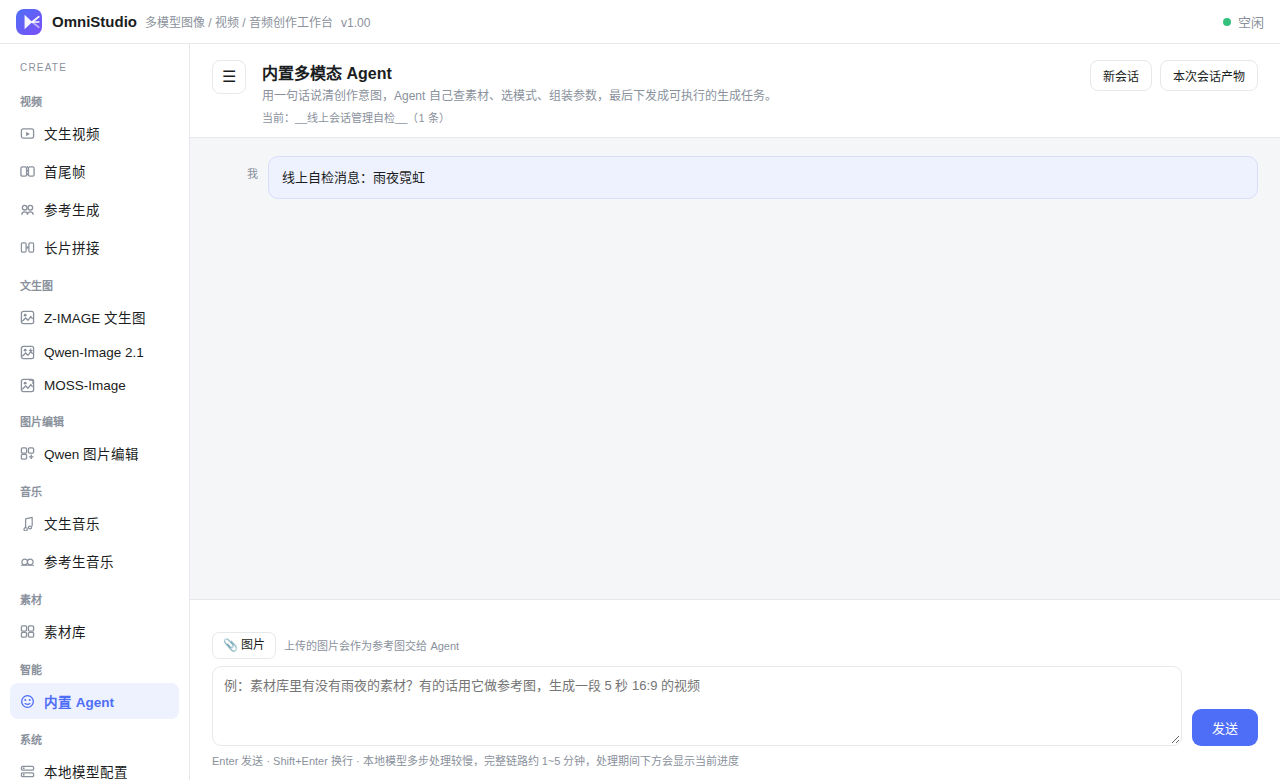 OmniStudio 多模型图像 / 视频 / 音频创作工作台 v1.00
空闲
CREATE
视频
文生视频
首尾帧
参考生成
长片拼接
文生图
Z-IMAGE 文生图
Qwen-Image 2.1
MOSS-Image
图片编辑
Qwen 图片编辑
音乐
文生音乐
参考生音乐
素材
素材库
智能
内置 Agent
系统
本地模型配置
☰
内置多模态 Agent
用一句话说清创作意图，Agent 自己查素材、选模式、组装参数，最后下发成可执行的生成任务。
当前：__线上会话管理自检__（1 条）
新会话
本次会话产物
我
线上自检消息：雨夜霓虹
📎 图片
上传的图片会作为参考图交给 Agent
例：素材库里有没有雨夜的素材？有的话用它做参考图，生成一段 5 秒 16:9 的视频
发送
Enter 发送 · Shift+Enter 换行 · 本地模型多步处理较慢，完整链路约 1~5 分钟，处理期间下方会显示当前进度